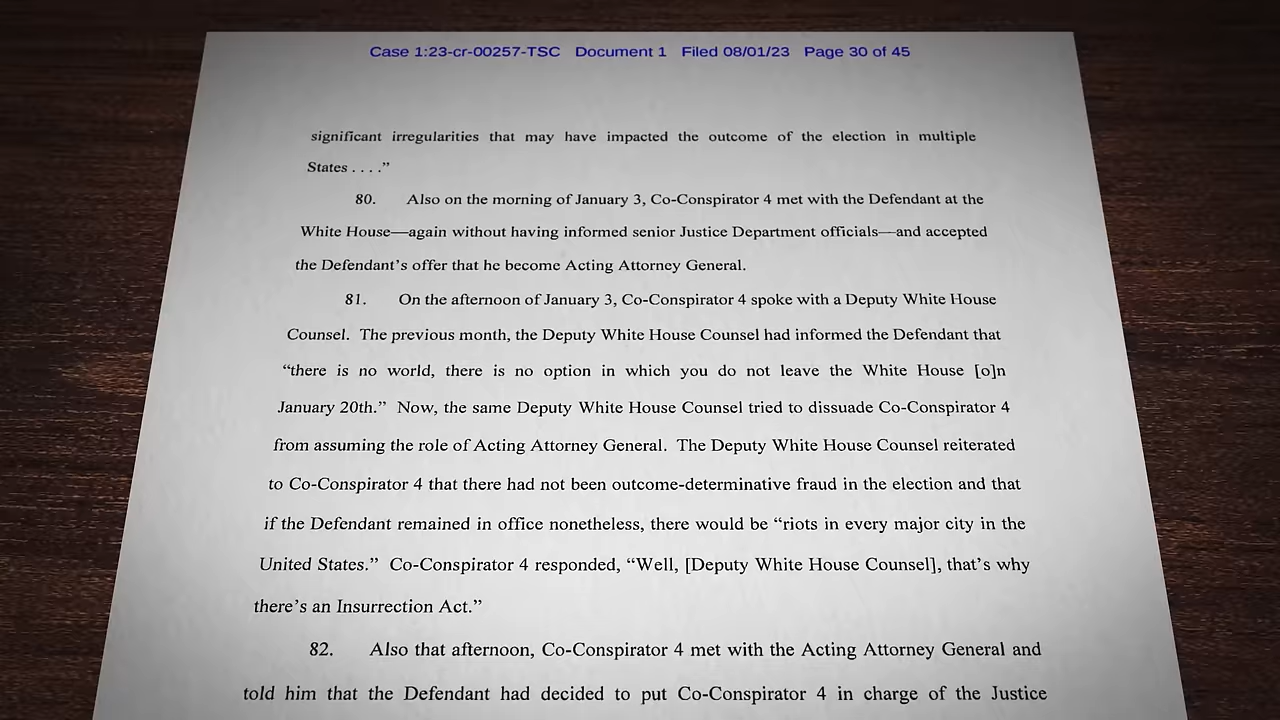 Case 1:23-cr-00257-TSC Document 1 Filed 08/01/23 Page 30 of 45
significant irregularities that may have impacted the outcome of the election in multiple
States . . . .”
80. Also on the morning of January 3, Co-Conspirator 4 met with the Defendant at the
White House—again without having informed senior Justice Department officials—and accepted
the Defendant’s offer that he become Acting Attorney General.
81. On the afternoon of January 3, Co-Conspirator 4 spoke with a Deputy White House
Counsel. The previous month, the Deputy White House Counsel had informed the Defendant that
“there is no world, there is no option in which you do not leave the White House [o]n
January 20th.” Now, the same Deputy White House Counsel tried to dissuade Co-Conspirator 4
from assuming the role of Acting Attorney General. The Deputy White House Counsel reiterated
to Co-Conspirator 4 that there had not been outcome-determinative fraud in the election and that
if the Defendant remained in office nonetheless, there would be “riots in every major city in the
United States.” Co-Conspirator 4 responded, “Well, [Deputy White House Counsel], that’s why
there’s an Insurrection Act.”
82. Also that afternoon, Co-Conspirator 4 met with the Acting Attorney General and
told him that the Defendant had decided to put Co-Conspirator 4 in charge of the Justice